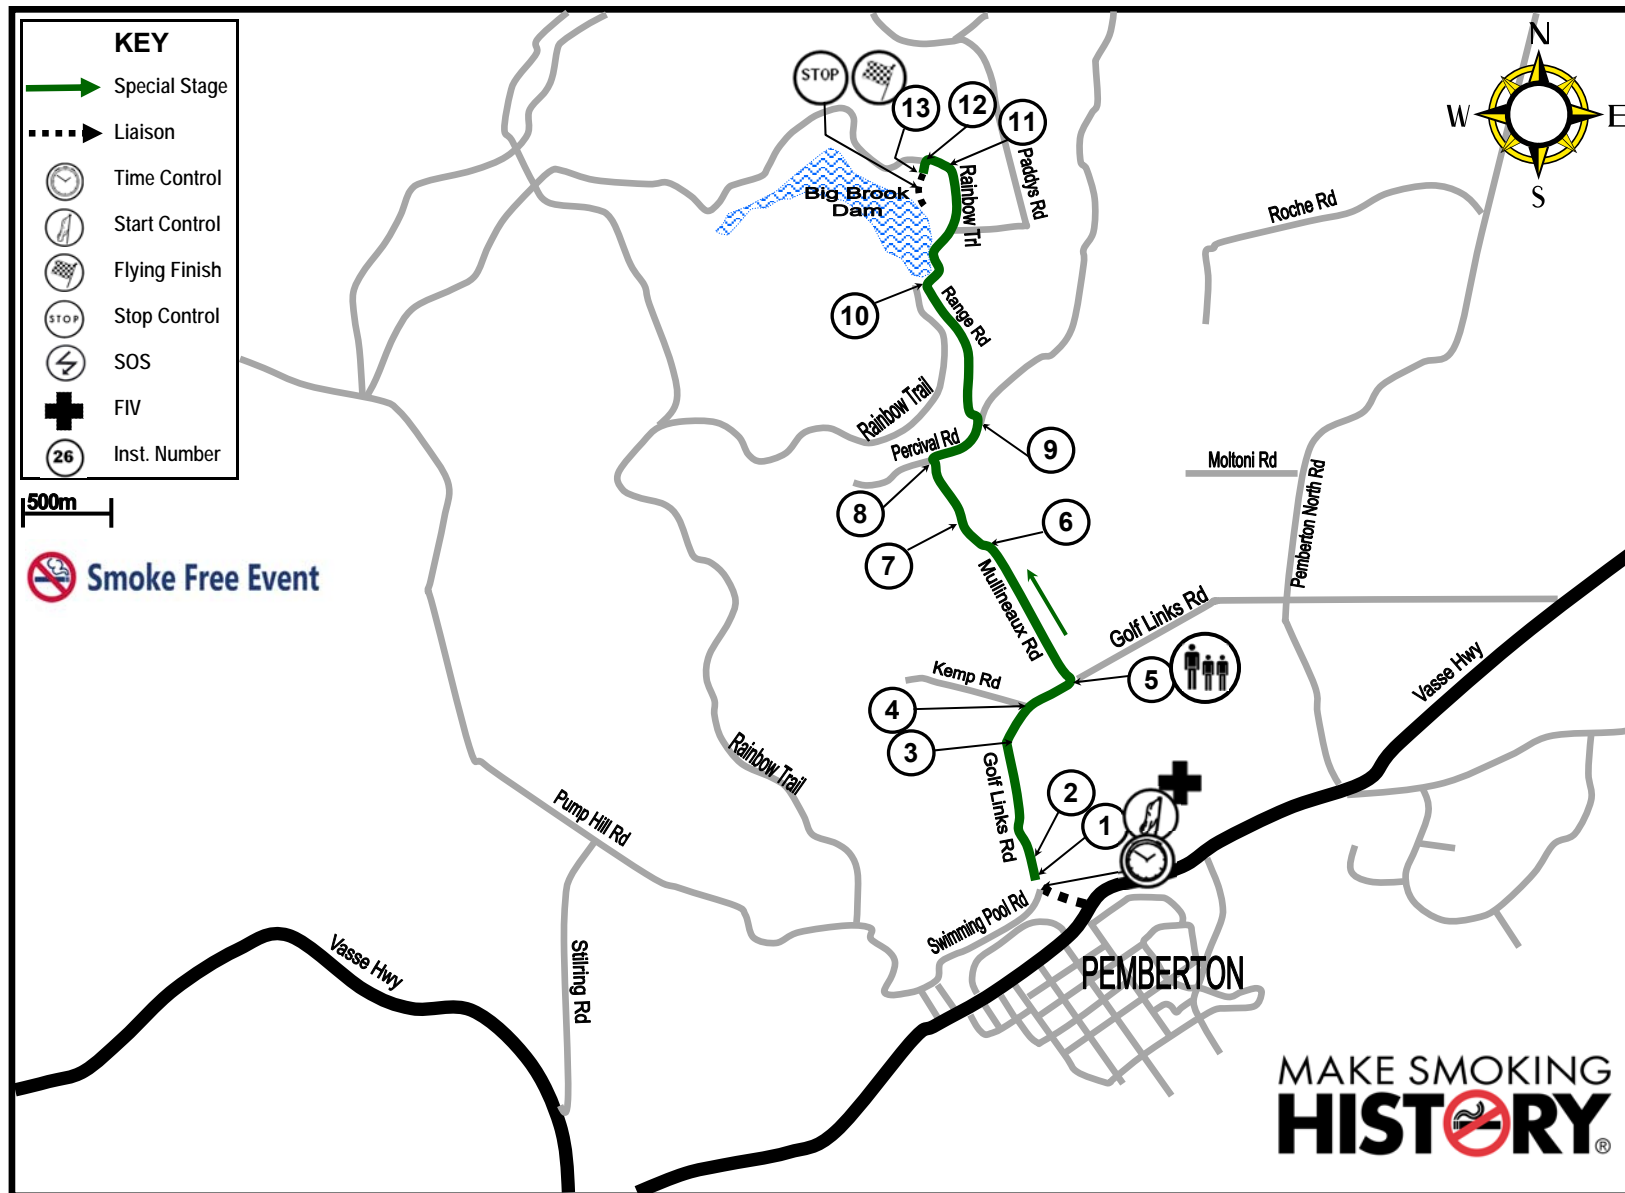 KEY
Special Stage
Liaison
Time Control
Start Control
Flying Finish
STOP
Stop Control
SOS
FIV
26
Inst. Number
500m
Smoke Free Event
STOP
13
12
11
N
W
E
S
Paddys Rd
Rainbow Trl
Big Brook
Dam
Roche Rd
10
Range Rd
Rainbow Trail
Percival Rd
9
Moltoni Rd
Pemberton North Rd
8
7
6
Mullineaux Rd
Golf Links Rd
Kemp Rd
5
4
3
Vasse Hwy
Golf Links Rd
2
1
Rainbow Trail
Pump Hill Rd
Swimming Pool Rd
Vasse Hwy
Stilring Rd
PEMBERTON
MAKE SMOKING
HISTORY®